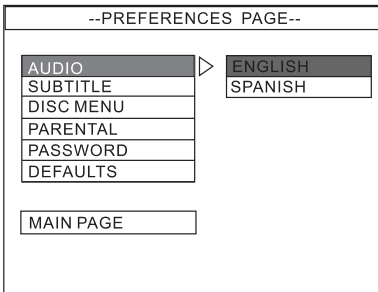 --PREFERENCES PAGE--
AUDIO
SUBTITLE
DISC MENU
PARENTAL
PASSWORD
DEFAULTS
MAIN PAGE
ENGLISH
SPANISH